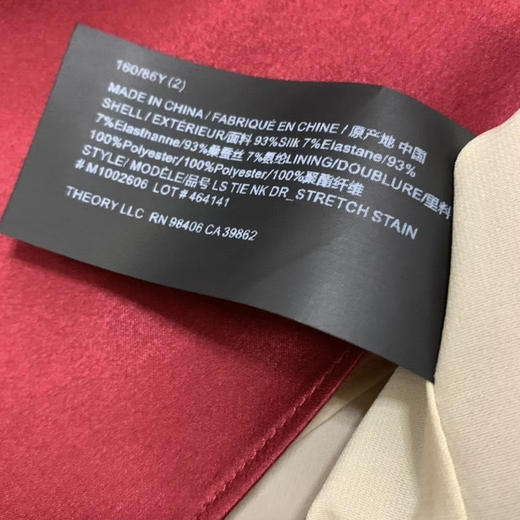 160/86Y (2)
MADE IN CHINA / FABRIQUÉ EN CHINE / 原产地 中国
SHELL / EXTÉRIEUR/面料 93%Silk 7%Elastane/93%
7%Elasthanne/93%桑蚕丝 7%氨纶LINING/DOUBLURE/里料
100%Polyester/100%Polyester/100%聚酯纤维
STYLE/ MODÈLE/品号 LS TIE NK DR_STRETCH STAIN
#M1002606 LOT#464141
THEORY LLC RN 98406 CA39862